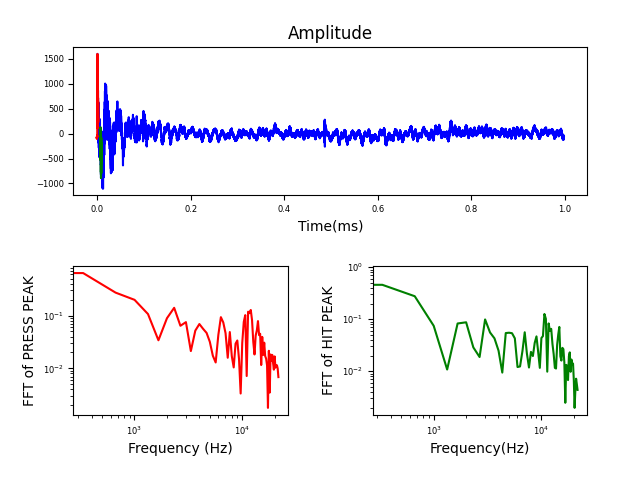 Amplitude
1500
1000
500
0
−500
−1000
0.0 0.2 0.4 0.6 0.8 1.0
Time(ms)
FFT of PRESS PEAK
10⁻¹
10⁻²
10³ 10⁴
Frequency (Hz)
FFT of HIT PEAK
10⁰
10⁻¹
10⁻²
10³ 10⁴
Frequency(Hz)